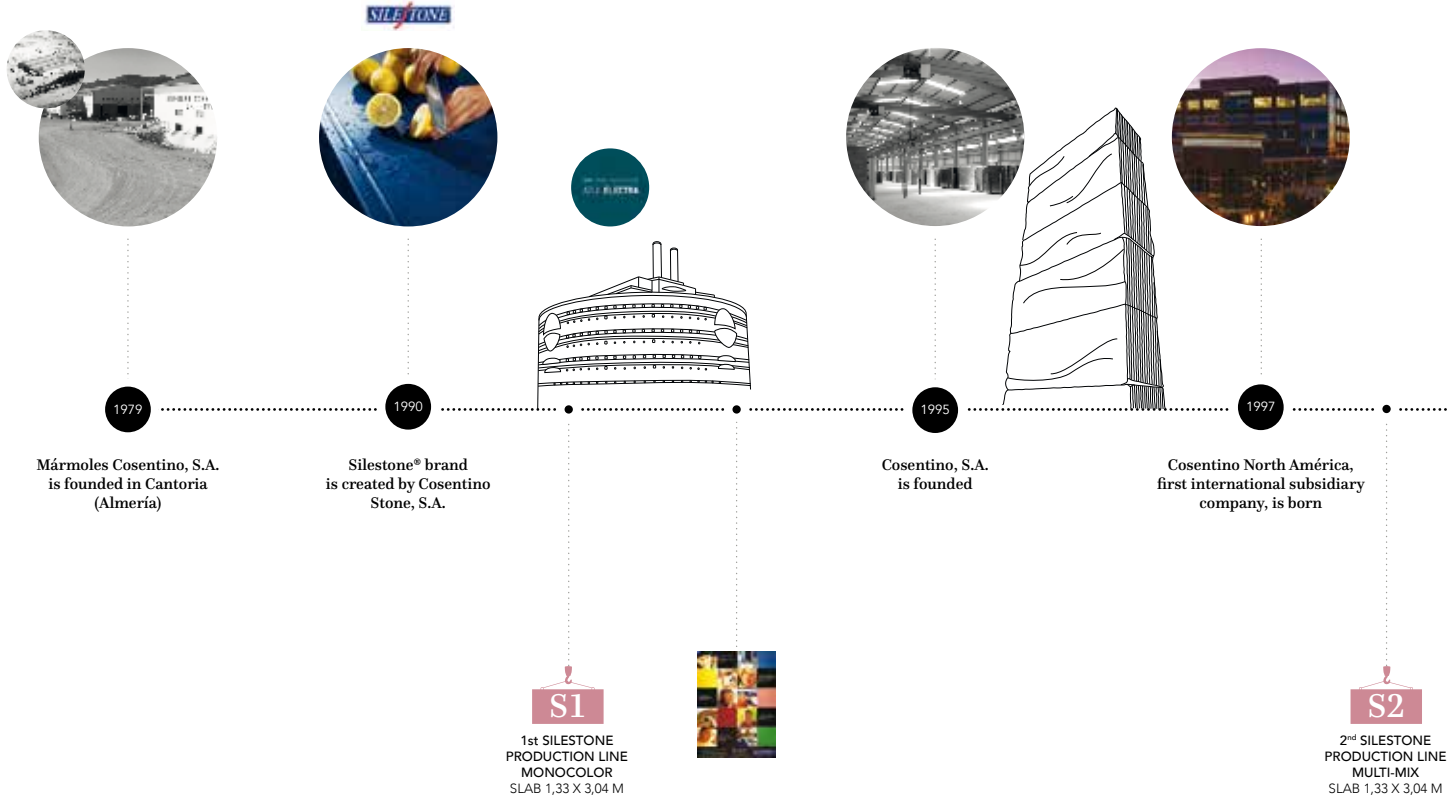 SILESTONE
1979
1990
1995
1997
Mármoles Cosentino, S.A.
is founded in Cantoria
(Almería)
Silestone® brand
is created by Cosentino
Stone, S.A.
Cosentino, S.A.
is founded
Cosentino North América,
first international subsidiary
company, is born
S1
1st SILESTONE
PRODUCTION LINE
MONOCOLOR
SLAB 1,33 X 3,04 M
S2
2nd SILESTONE
PRODUCTION LINE
MULTI-MIX
SLAB 1,33 X 3,04 M